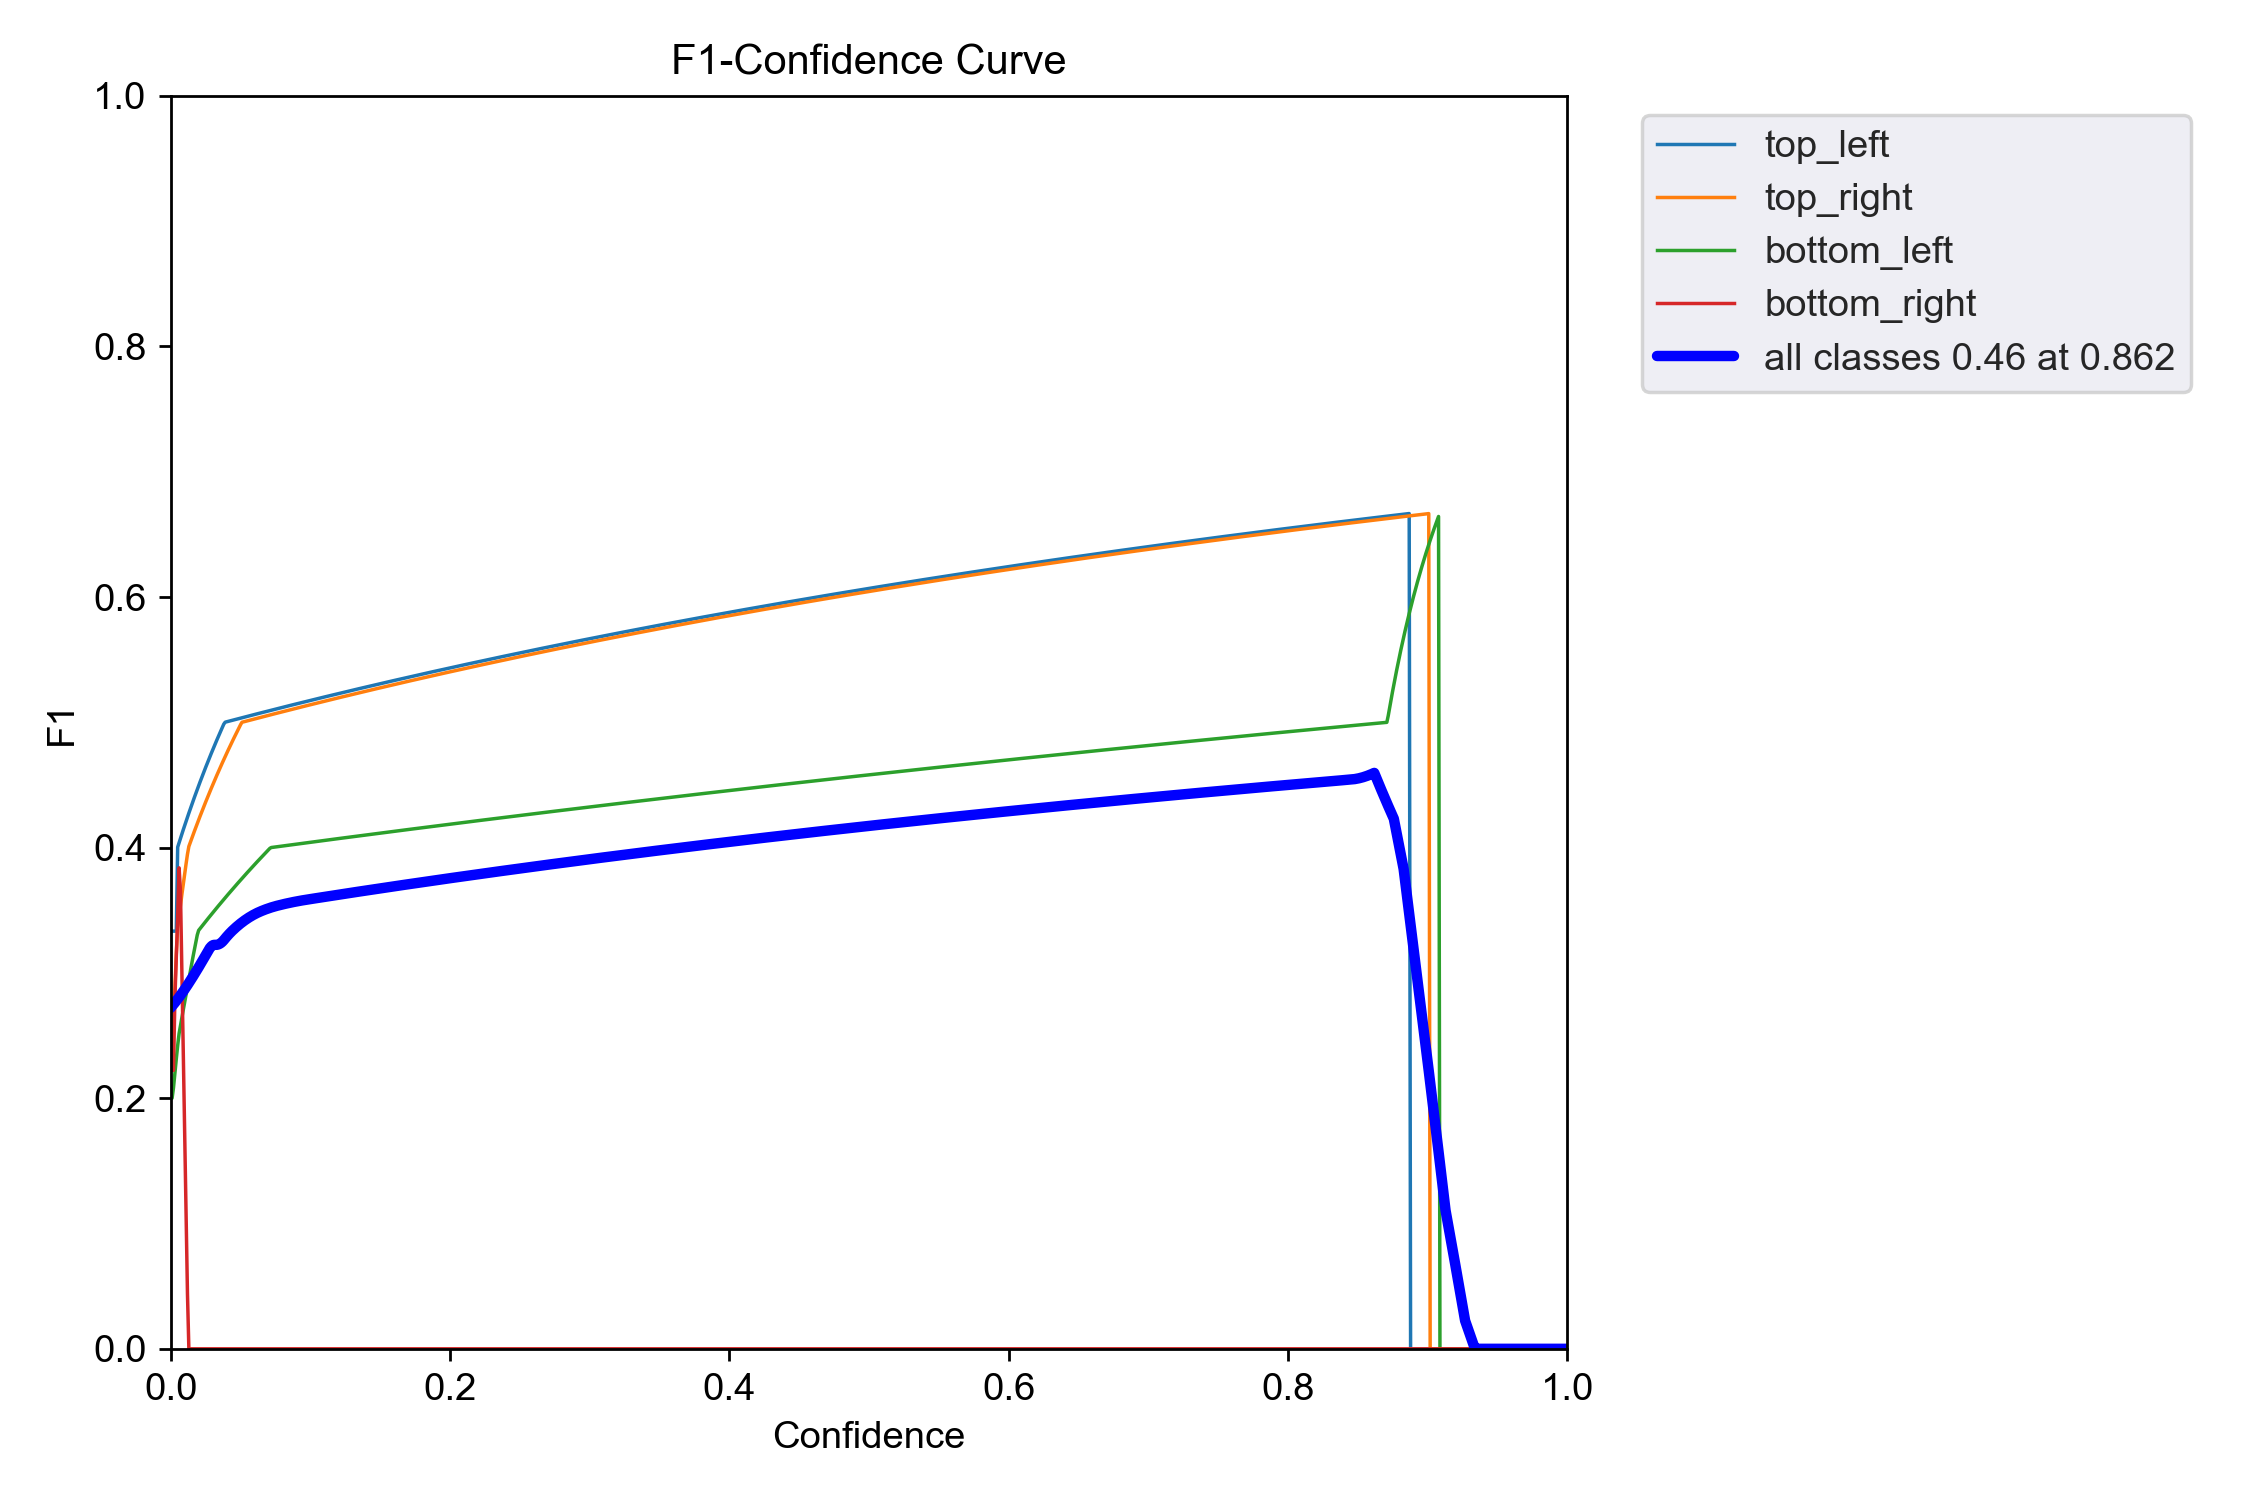 F1-Confidence Curve
1.0
0.8
0.6
0.4
0.2
0.0
F1
0.0 0.2 0.4 0.6 0.8 1.0
Confidence
top_left
top_right
bottom_left
bottom_right
all classes 0.46 at 0.862